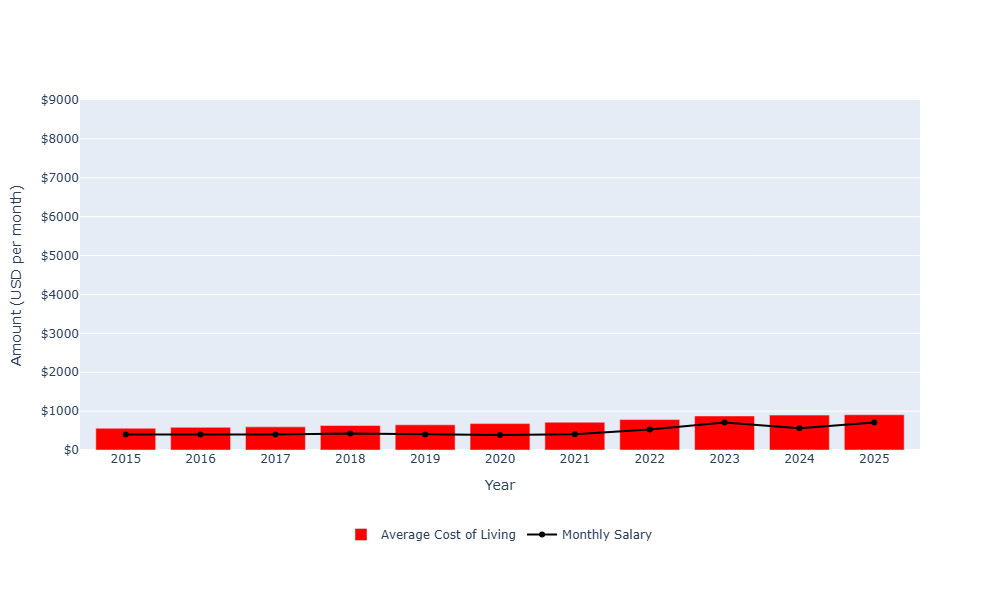 $9000
$8000
$7000
$6000
$5000
$4000
$3000
$2000
$1000
$0
Amount (USD per month)
2015 2016 2017 2018 2019 2020 2021 2022 2023 2024 2025
Year
Average Cost of Living Monthly Salary